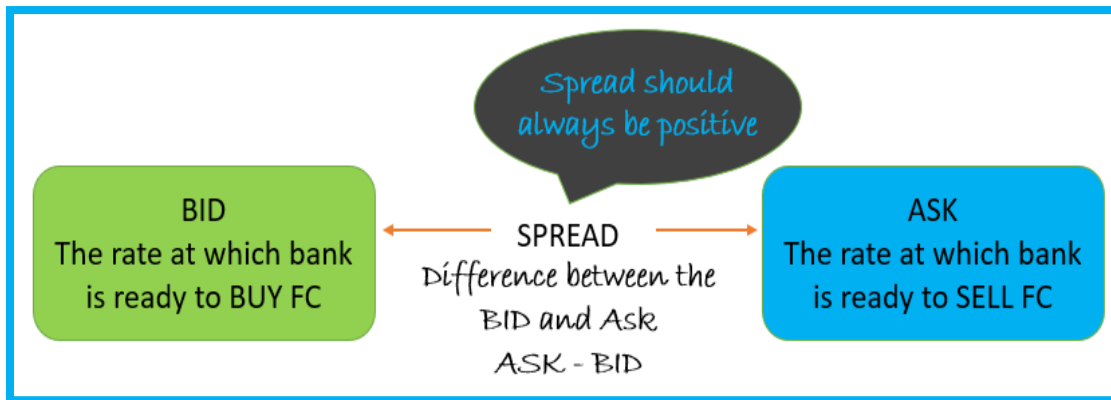 Spread should
always be positive
BID
The rate at which bank
is ready to BUY FC
SPREAD
Difference between the
BID and Ask
ASK - BID
ASK
The rate at which bank
is ready to SELL FC